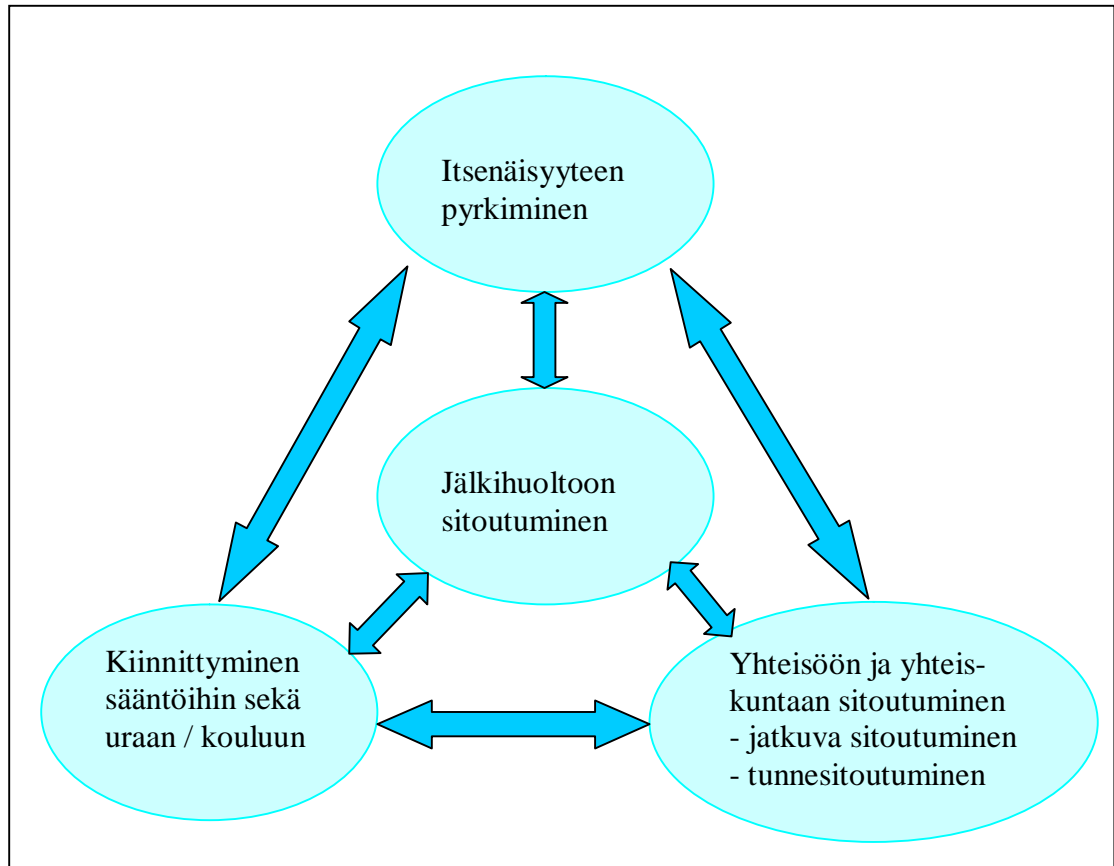 Itsenäisyyteen
pyrkiminen
Jälkihuoltoon
sitoutuminen
Kiinnittyminen
sääntöihin sekä
uraan / kouluun
Yhteisöön ja yhteis-
kuntaan sitoutuminen
- jatkuva sitoutuminen
- tunnesitoutuminen